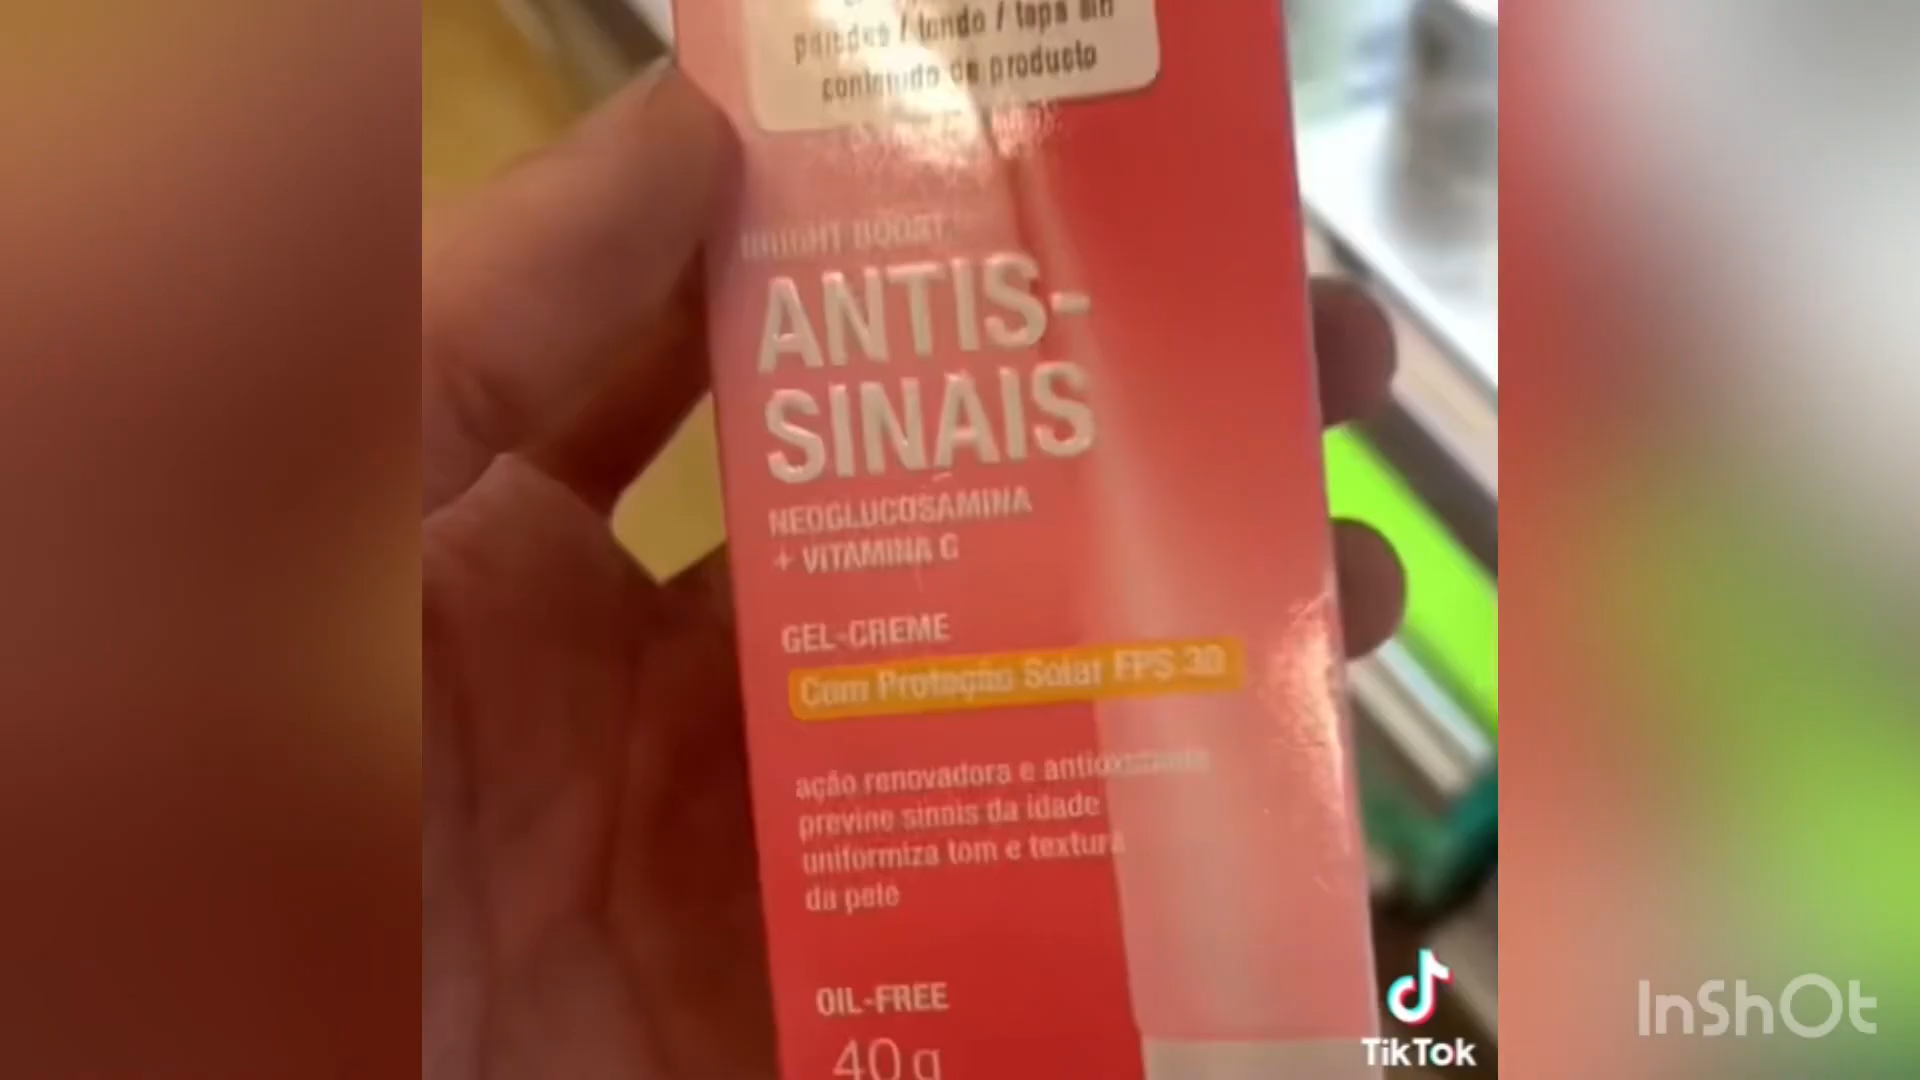 paredes / fondo / tapa sin
contenido de producto
BRIGHT BOOST
ANTIS-
SINAIS
NEOGLUCOSAMINA
+ VITAMINA C
GEL-CREME
Com Proteção Solar FPS 30
ação renovadora e antioxidante
previne sinais da idade
uniformiza tom e textura
da pele
OIL-FREE
40 g
TikTok
InShOt